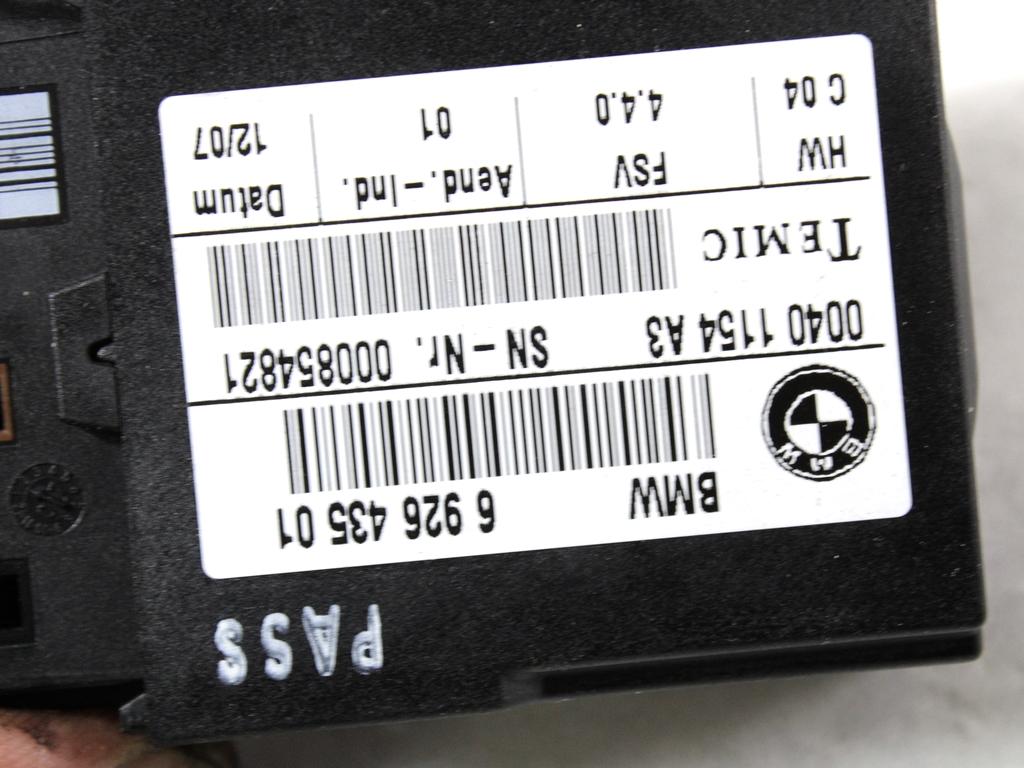 PASS
BMW 6 926 435 01
BMW
0040 1154 A3 SN-Nr. 000854821
TEMIC
HW FSV Aend.-Ind. Datum
C 04 4.4.0 01 12/07